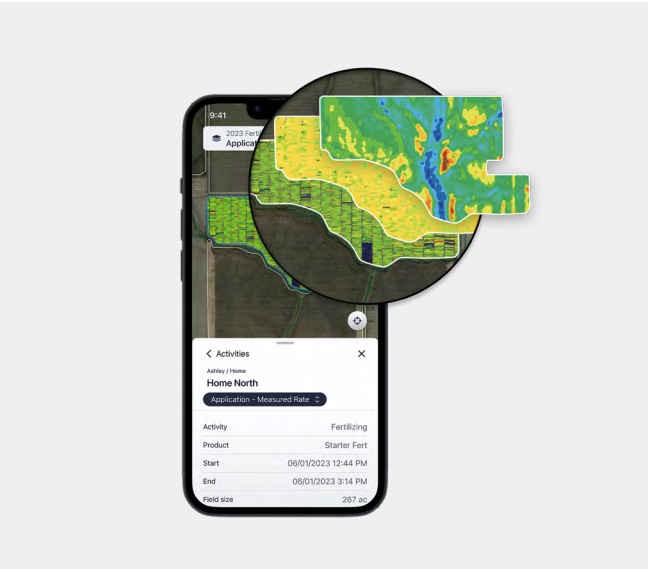 9:41
2023 Ferti
Applicat
Activities
Ashley / Home
Home North
Application - Measured Rate
Activity Fertilizing
Product Starter Fert
Start 06/01/2023 12:44 PM
End 06/01/2023 3:14 PM
Field size 267 ac